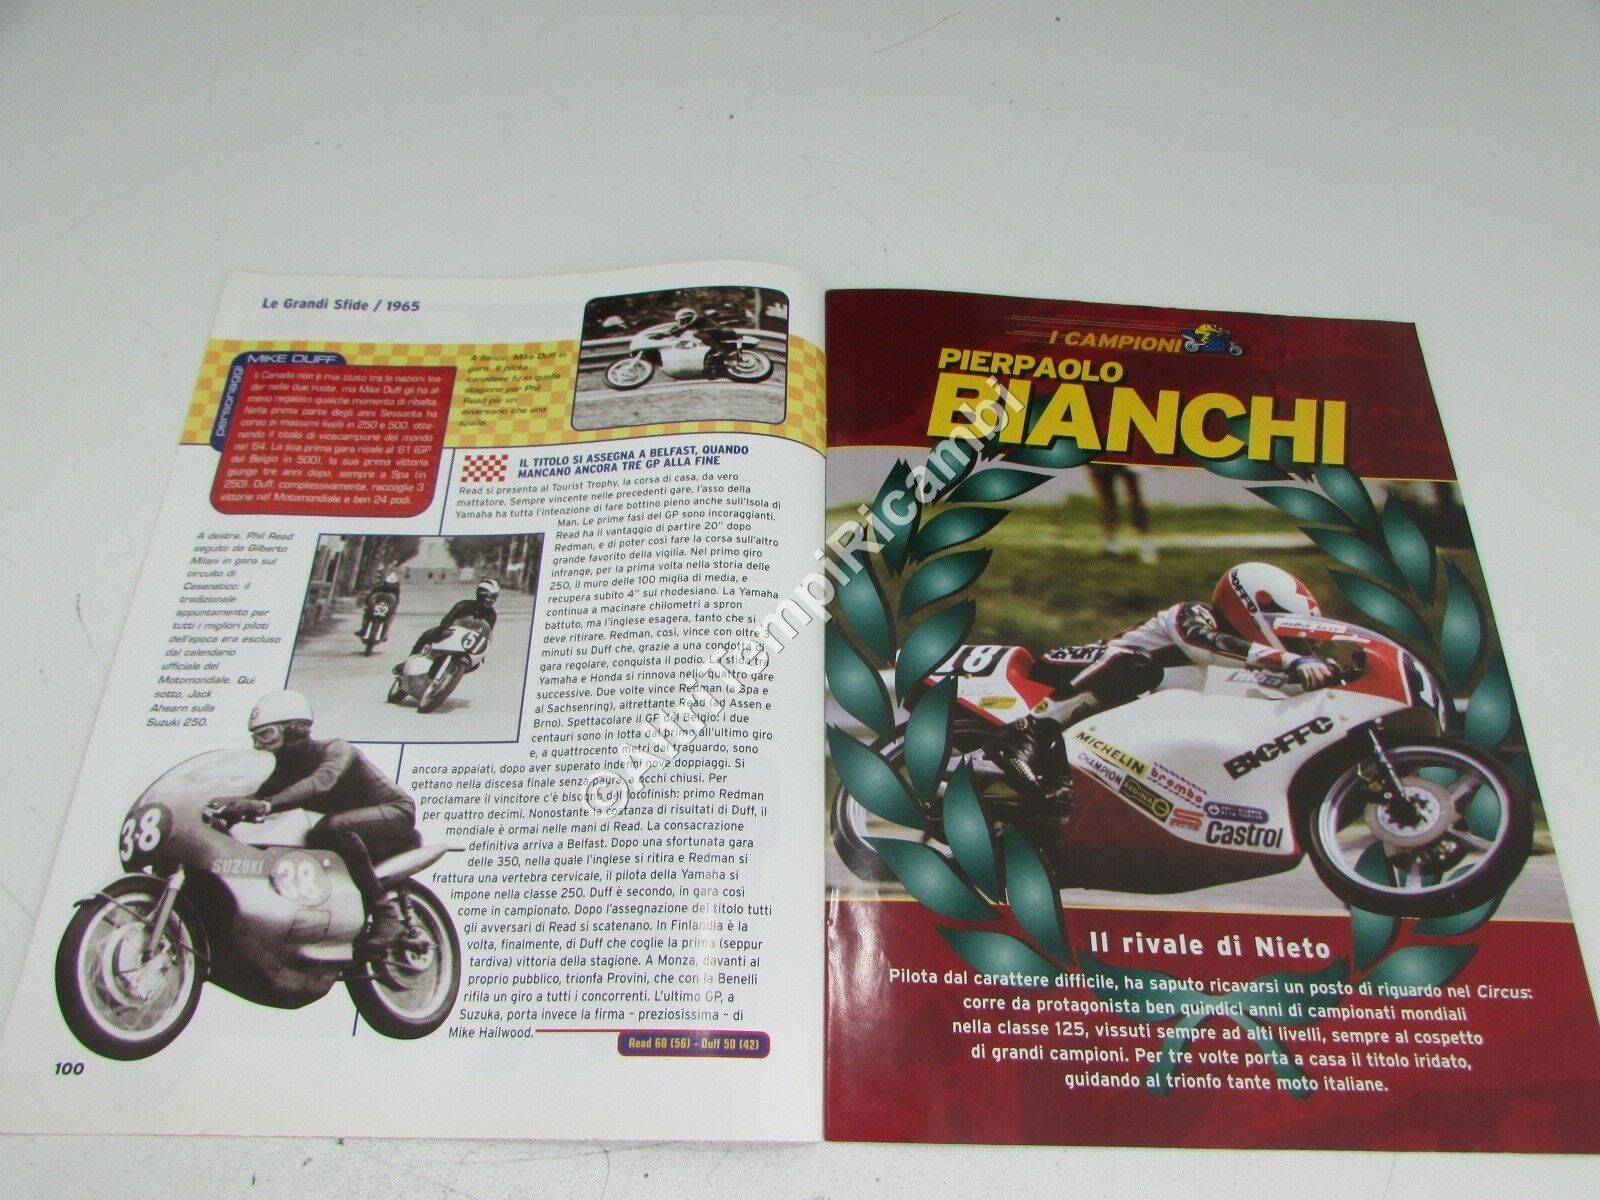 Le Grandi Sfide / 1965
personaggi
MIKE DUFF
Il Canada non è mai stato tra le nazioni lea-
der nelle due ruote, ma Mike Duff gli ha al-
meno regalato qualche momento di ribalta.
Nella prima parte degli anni Sessanta ha
corso ai massimi livelli in 250 e 500, otte-
nendo il titolo di vicecampione del mondo
nel '64. La sua prima gara risale al '61 (GP
del Belgio in 500), la sua prima vittoria
giunge tre anni dopo, sempre a Spa (in
250). Duff, complessivamente, raccoglie 3
vittorie nel Motomondiale e ben 24 podi.
A fianco, Mike Duff in
gara. Il pilota
canadese fu in quella
stagione per Phil
Read più un
avversario che una
spalla.
A destra, Phil Read
seguito da Gilberto
Milani in gara sul
circuito di
Cesenatico: il
tradizionale
appuntamento per
tutti i migliori piloti
dell'epoca era escluso
dal calendario
ufficiale del
Motomondiale. Qui
sotto, Jack
Ahearn sulla
Suzuki 250.
IL TITOLO SI ASSEGNA A BELFAST, QUANDO
MANCANO ANCORA TRE GP ALLA FINE
Read si presenta al Tourist Trophy, la corsa di casa, da vero
mattatore. Sempre vincente nelle precedenti gare, l'asso della
Yamaha ha tutta l'intenzione di fare bottino pieno anche sull'Isola di
Man. Le prime fasi del GP sono incoraggianti.
Read ha il vantaggio di partire 20" dopo
Redman, e di poter così fare la corsa sull'altro
grande favorito della vigilia. Nel primo giro
infrange, per la prima volta nella storia delle
250, il muro delle 100 miglia di media, e
recupera subito 4" sul rhodesiano. La Yamaha
continua a macinare chilometri a spron
battuto, ma l'inglese esagera, tanto che si
deve ritirare. Redman, così, vince con oltre 3
minuti su Duff che, grazie a una condotta di
gara regolare, conquista il podio. La sfida tra
Yamaha e Honda si rinnova nelle quattro gare
successive. Due volte vince Redman (a Spa e
al Sachsenring), altrettante Read (ad Assen e
Brno). Spettacolare il GP del Belgio: i due
centauri sono in lotta dal primo all'ultimo giro
e, a quattrocento metri dal traguardo, sono
ancora appaiati, dopo aver superato indenni nove doppiaggi. Si
gettano nella discesa finale senza paura, a occhi chiusi. Per
proclamare il vincitore c'è bisogno del fotofinish: primo Redman
per quattro decimi. Nonostante la costanza di risultati di Duff, il
mondiale è ormai nelle mani di Read. La consacrazione
definitiva arriva a Belfast. Dopo una sfortunata gara
delle 350, nella quale l'inglese si ritira e Redman si
frattura una vertebra cervicale, il pilota della Yamaha si
impone nella classe 250. Duff è secondo, in gara così
come in campionato. Dopo l'assegnazione del titolo tutti
gli avversari di Read si scatenano. In Finlandia è la
volta, finalmente, di Duff che coglie la prima (seppur
tardiva) vittoria della stagione. A Monza, davanti al
proprio pubblico, trionfa Provini, che con la Benelli
rifila un giro a tutti i concorrenti. L'ultimo GP, a
Suzuka, porta invece la firma - preziosissima - di
Mike Hailwood.
Read 68 (56) - Duff 50 (42)
52
51
38
SUZUKI
38
100
I CAMPIONI
PIERPAOLO
BIANCHI
BIEFFE
18
BIEFFE
MICHELIN
CHAMPION
brembo
REGINA
Castrol
Il rivale di Nieto
Pilota dal carattere difficile, ha saputo ricavarsi un posto di riguardo nel Circus:
corre da protagonista ben quindici anni di campionati mondiali
nella classe 125, vissuti sempre ad alti livelli, sempre al cospetto
di grandi campioni. Per tre volte porta a casa il titolo iridato,
guidando al trionfo tante moto italiane.